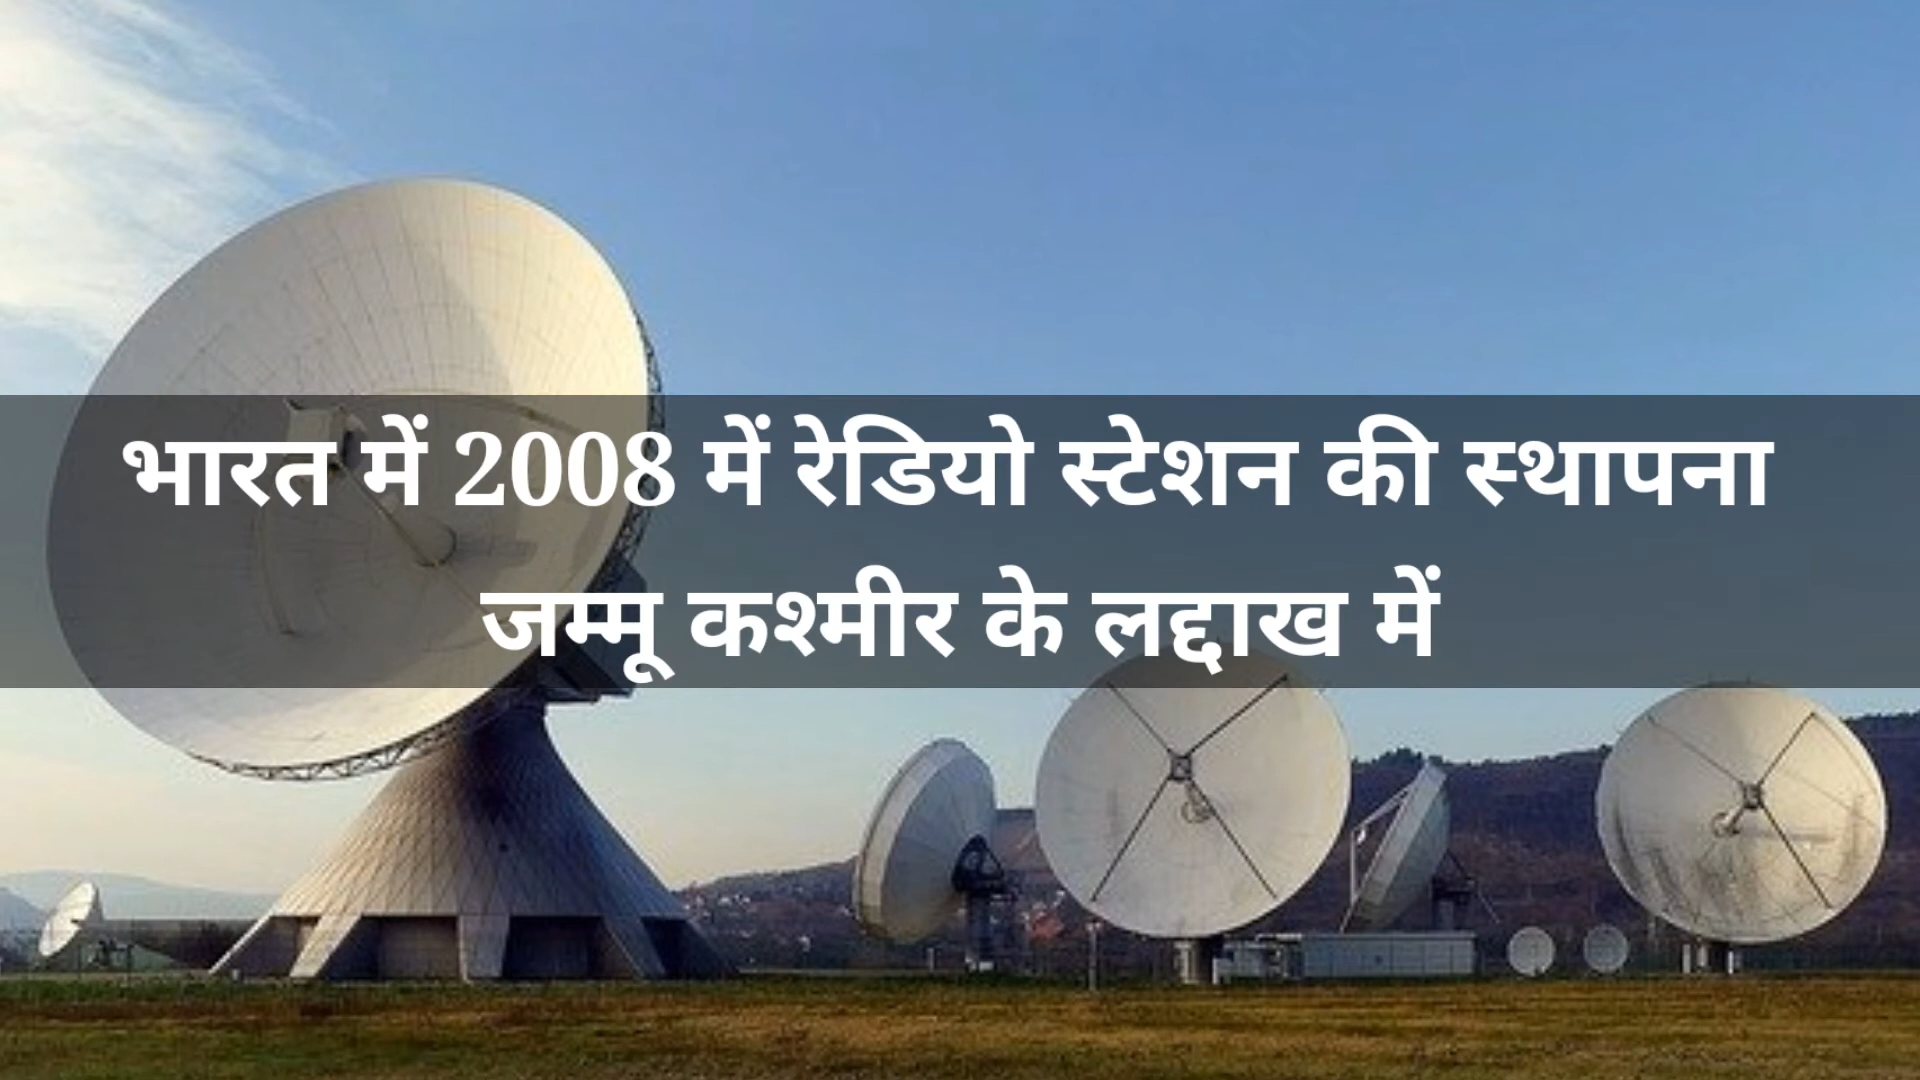 भारत में 2008 में रेडियो स्टेशन की स्थापना
जम्मू कश्मीर के लद्दाख में